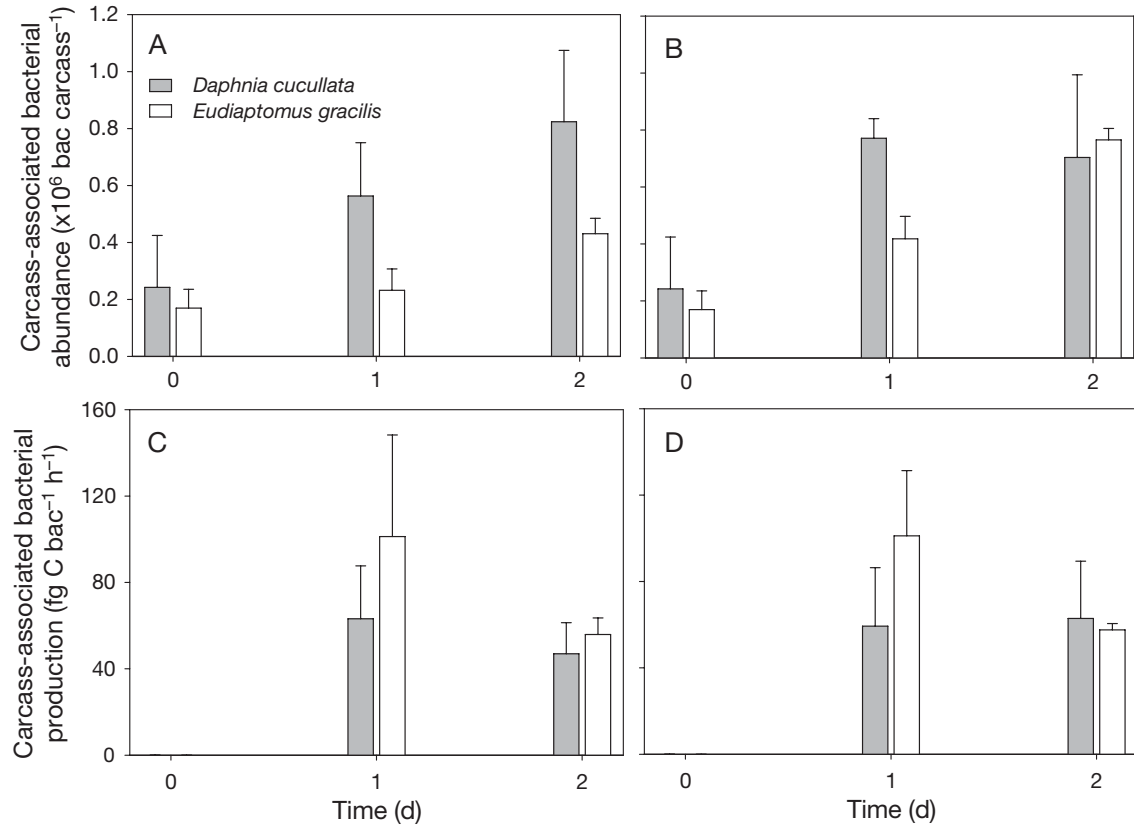 Carcass-associated bacterial
abundance (x10⁶ bac carcass⁻¹)
1.2
1.0
0.8
0.6
0.4
0.2
0.0
A
Daphnia cucullata
Eudiaptomus gracilis
0
1
2
B
0
1
2
Carcass-associated bacterial
production (fg C bac⁻¹ h⁻¹)
160
120
80
40
0
C
0
1
2
Time (d)
D
0
1
2
Time (d)